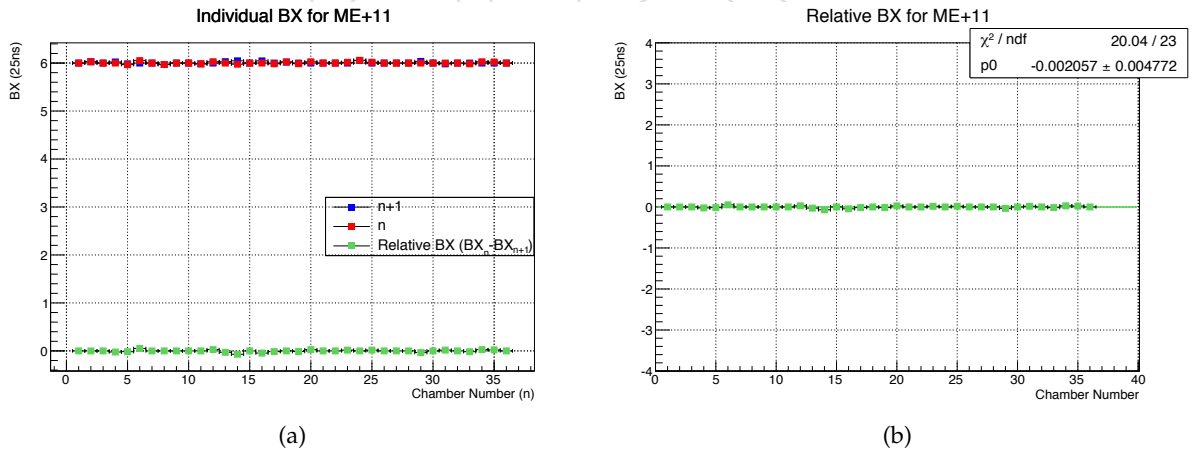 Individual BX for ME+11
BX (25ns)
6
5
4
3
2
1
0
n+1
n
Relative BX (BXn-BXn+1)
0 5 10 15 20 25 30 35
Chamber Number (n)
(a)
Relative BX for ME+11
χ² / ndf 20.04 / 23
p0 -0.002057 ± 0.004772
BX (25ns)
4
3
2
1
0
-1
-2
-3
-4
0 5 10 15 20 25 30 35 40
Chamber Number
(b)